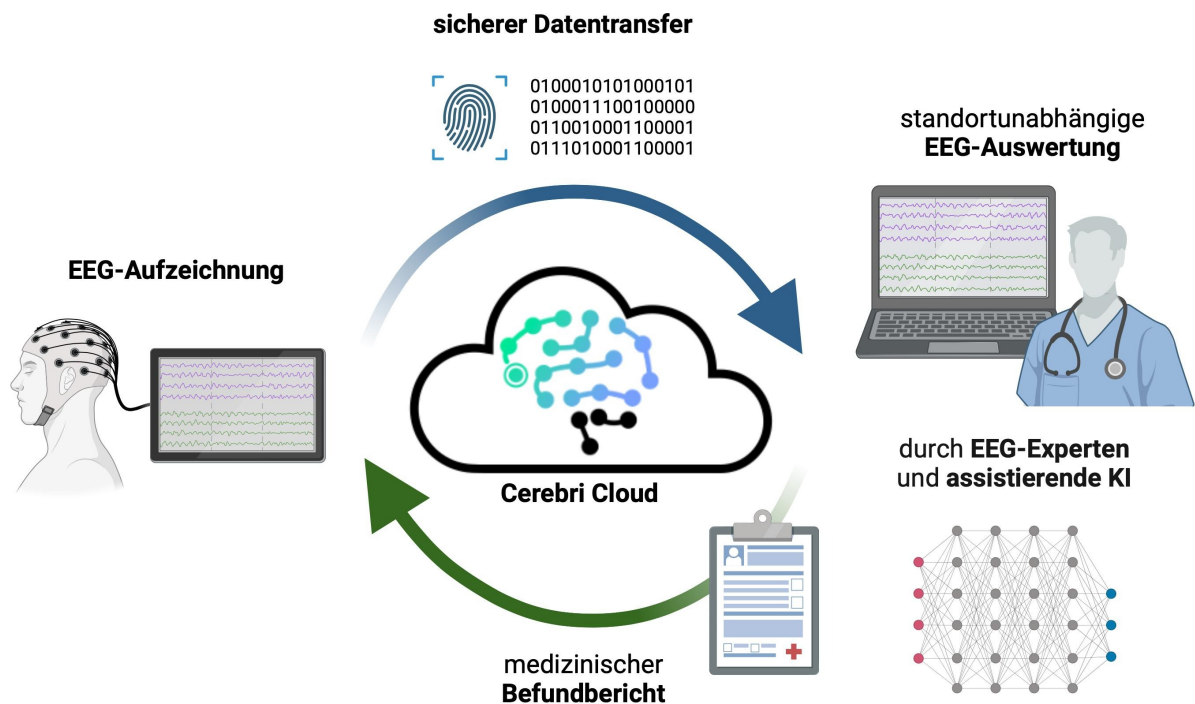 sicherer Datentransfer
0100010101000101
0100011100100000
0110010001100001
0111010001100001
standortunabhängige
EEG-Auswertung
EEG-Aufzeichnung
Cerebri Cloud
durch EEG-Experten
und assistierende KI
medizinischer
Befundbericht